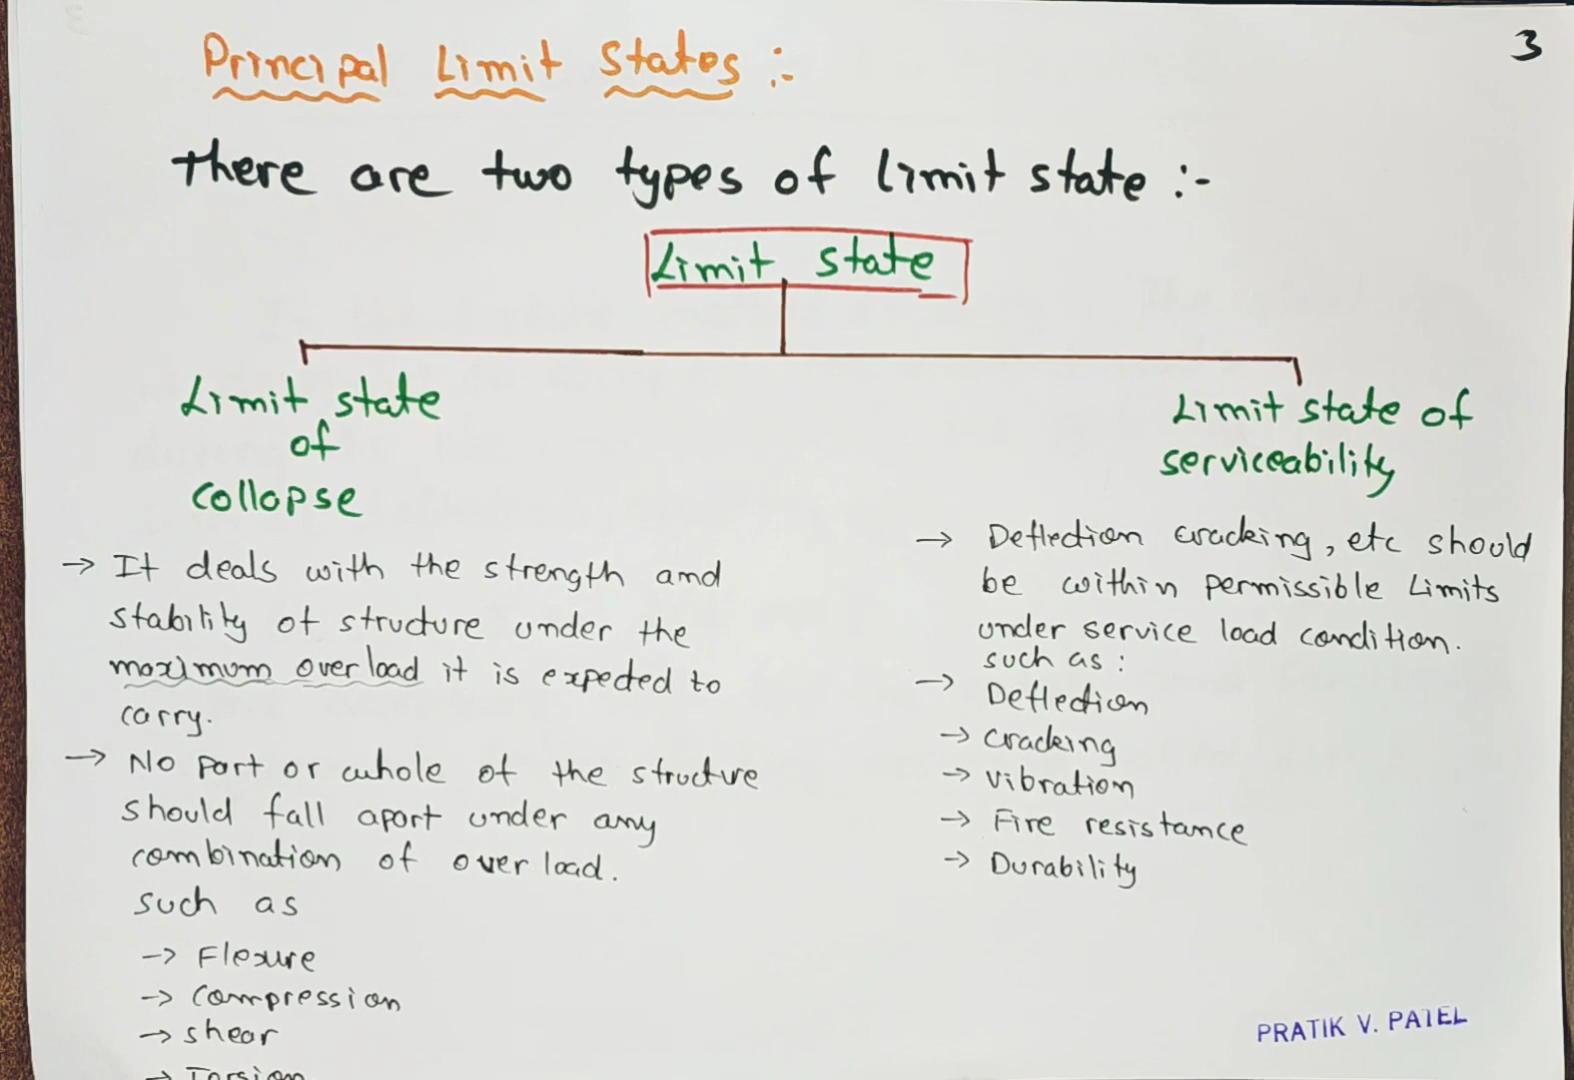 3
Principal Limit States :-
There are two types of limit state :-
Limit state
Limit state
of
collapse
→ It deals with the strength and
stability of structure under the
maximum over load it is expected to
carry.
→ No part or whole of the structure
should fall apart under any
combination of over load.
such as
→ Flexure
→ compression
→ shear
→ Torsion
Limit state of
serviceability
→ Deflection cracking, etc should
be within permissible Limits
under service load condition.
such as :
→ Deflection
→ cracking
→ vibration
→ Fire resistance
→ Durability
PRATIK V. PATEL